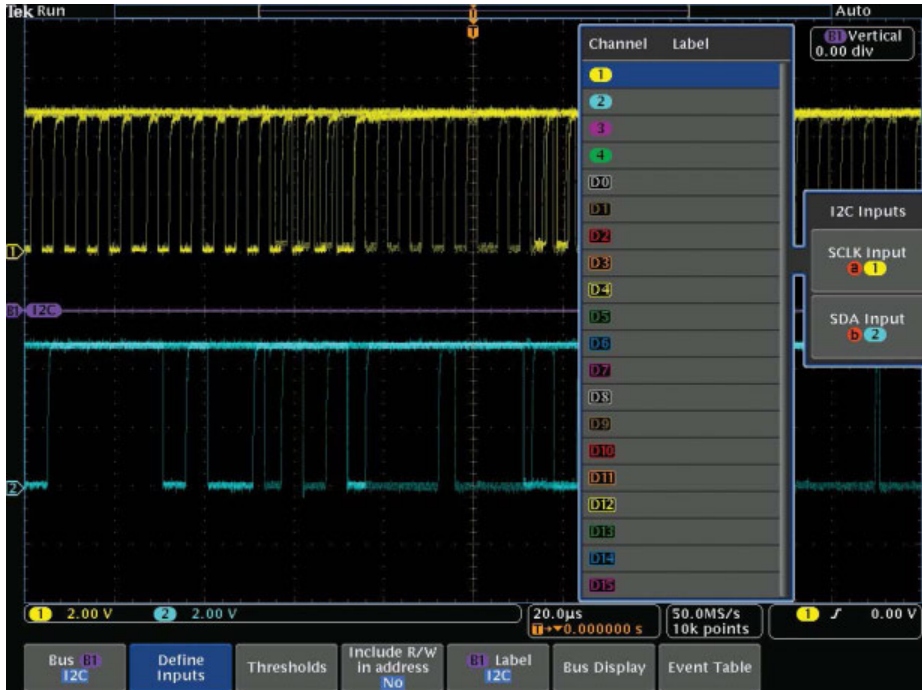 Tek Run
Auto
T
T
B1 Vertical
0.00 div
Channel Label
1
2
3
4
D0
D1
D2
D3
D4
D5
D6
D7
D8
D9
D10
D11
D12
D13
D14
D15
I2C Inputs
SCLK Input
a 1
SDA Input
b 2
1
B1 I2C
2
1 2.00 V 2 2.00 V
20.0µs
T→▼0.000000 s
50.0MS/s
10k points
1 0.00 V
Bus B1
I2C
Define
Inputs
Thresholds
Include R/W
in address
No
B1 Label
I2C
Bus Display
Event Table